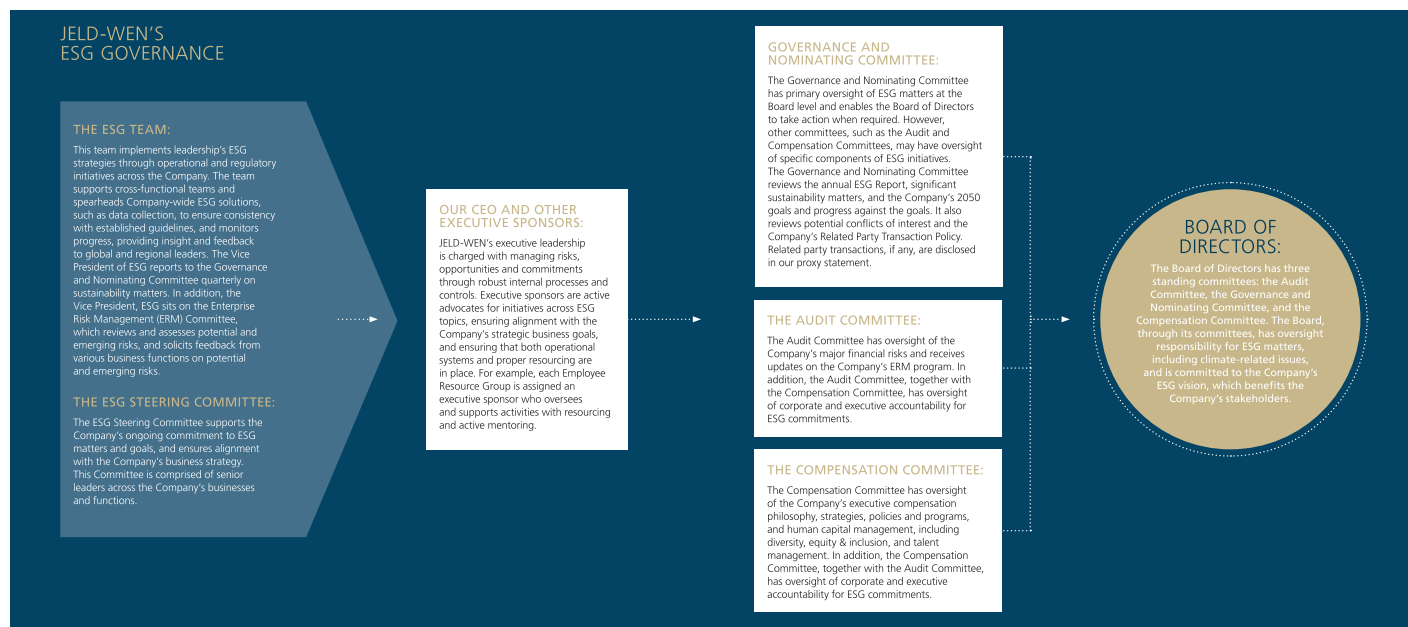 JELD-WEN'S
ESG GOVERNANCE
THE ESG TEAM:
This team implements leadership's ESG
strategies through operational and regulatory
initiatives across the Company. The team
supports cross-functional teams and
spearheads Company-wide ESG solutions,
such as data collection, to ensure consistency
with established guidelines, and monitors
progress, providing insight and feedback
to global and regional leaders. The Vice
President of ESG reports to the Governance
and Nominating Committee quarterly on
sustainability matters. In addition, the
Vice President, ESG sits on the Enterprise
Risk Management (ERM) Committee,
which reviews and assesses potential and
emerging risks, and solicits feedback from
various business functions on potential
and emerging risks.
THE ESG STEERING COMMITTEE:
The ESG Steering Committee supports the
Company's ongoing commitment to ESG
matters and goals, and ensures alignment
with the Company's business strategy.
This Committee is comprised of senior
leaders across the Company's businesses
and functions.
OUR CEO AND OTHER
EXECUTIVE SPONSORS:
JELD-WEN's executive leadership
is charged with managing risks,
opportunities and commitments
through robust internal processes and
controls. Executive sponsors are active
advocates for initiatives across ESG
topics, ensuring alignment with the
Company's strategic business goals,
and ensuring that both operational
systems and proper resourcing are
in place. For example, each Employee
Resource Group is assigned an
executive sponsor who oversees
and supports activities with resourcing
and active mentoring.
GOVERNANCE AND
NOMINATING COMMITTEE:
The Governance and Nominating Committee
has primary oversight of ESG matters at the
Board level and enables the Board of Directors
to take action when required. However,
other committees, such as the Audit and
Compensation Committees, may have oversight
of specific components of ESG initiatives.
The Governance and Nominating Committee
reviews the annual ESG Report, significant
sustainability matters, and the Company's 2050
goals and progress against the goals. It also
reviews potential conflicts of interest and the
Company's Related Party Transaction Policy.
Related party transactions, if any, are disclosed
in our proxy statement.
THE AUDIT COMMITTEE:
The Audit Committee has oversight of the
Company's major financial risks and receives
updates on the Company's ERM program. In
addition, the Audit Committee, together with
the Compensation Committee, has oversight
of corporate and executive accountability for
ESG commitments.
THE COMPENSATION COMMITTEE:
The Compensation Committee has oversight
of the Company's executive compensation
philosophy, strategies, policies and programs,
and human capital management, including
diversity, equity & inclusion, and talent
management. In addition, the Compensation
Committee, together with the Audit Committee,
has oversight of corporate and executive
accountability for ESG commitments.
BOARD OF
DIRECTORS:
The Board of Directors has three
standing committees: the Audit
Committee, the Governance and
Nominating Committee, and the
Compensation Committee. The Board,
through its committees, has oversight
responsibility for ESG matters,
including climate-related issues,
and is committed to the Company's
ESG vision, which benefits the
Company's stakeholders.